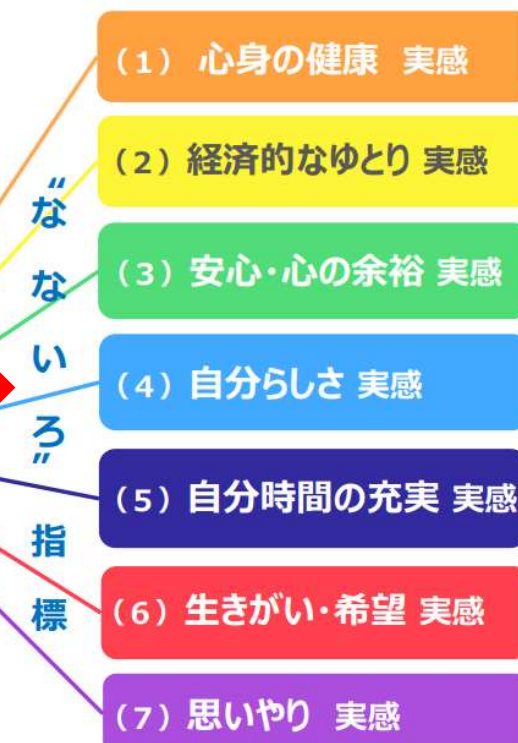 “なないろ”指標
（1） 心身の健康 実感
（2）経済的なゆとり 実感
（3）安心・心の余裕 実感
（4）自分らしさ 実感
（5）自分時間の充実 実感
（6）生きがい・希望 実感
（7）思いやり 実感